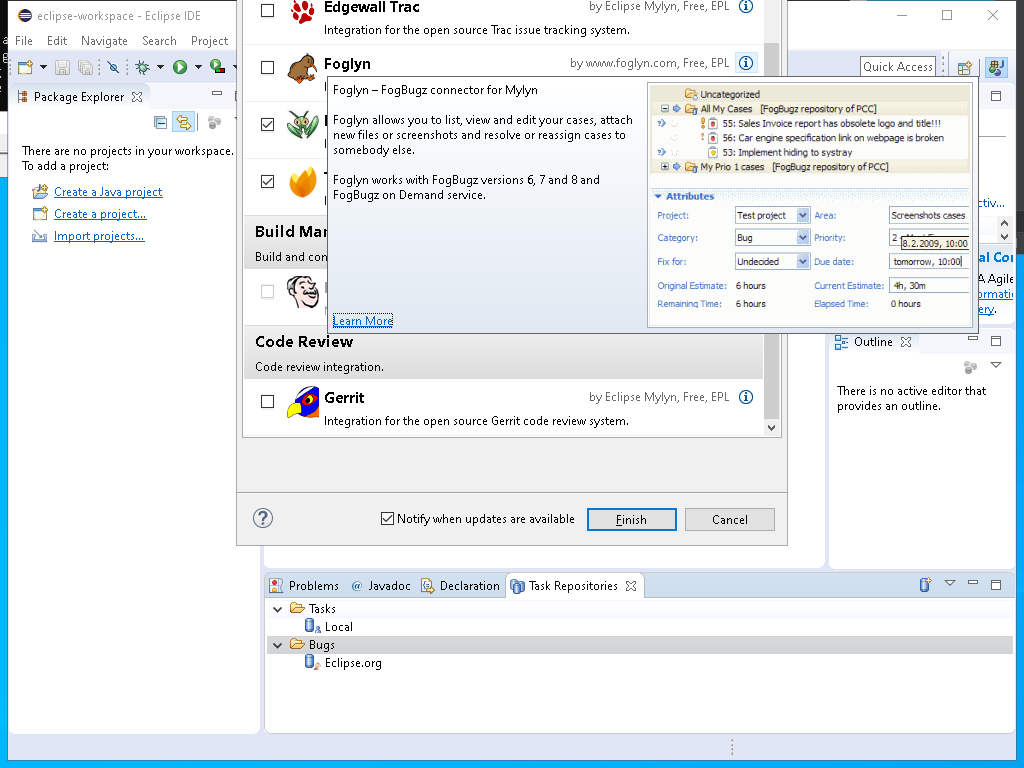 eclipse-workspace - Eclipse IDE
File Edit Navigate Search Project
Quick Access
Package Explorer
There are no projects in your workspace.
To add a project:
Create a Java project
Create a project...
Import projects...
Edgewall Trac
by Eclipse Mylyn, Free, EPL
Integration for the open source Trac issue tracking system.
Foglyn
by www.foglyn.com, Free, EPL
Foglyn – FogBugz connector for Mylyn
Foglyn allows you to list, view and edit your cases, attach
new files or screenshots and resolve or reassign cases to
somebody else.
Foglyn works with FogBugz versions 6, 7 and 8 and
FogBugz on Demand service.
Learn More
Uncategorized
All My Cases [FogBugz repository of PCC]
55: Sales Invoice report has obsolete logo and title!!!
56: Car engine specification link on webpage is broken
53: Implement hiding to systray
My Prio 1 cases [FogBugz repository of PCC]
Attributes
Project: Test project Area: Screenshots cases
Category: Bug Priority: 2
8.2.2009, 10:00
Fix for: Undecided Due date: tomorrow, 10:00
Original Estimate: 6 hours Current Estimate: 4h, 30m
Remaining Time: 6 hours Elapsed Time: 0 hours
Build Mar
Build and con
Code Review
Code review integration.
Gerrit
by Eclipse Mylyn, Free, EPL
Integration for the open source Gerrit code review system.
Notify when updates are available
Finish
Cancel
ctiv...
al Co
A Agile
ormati
ery.
Outline
There is no active editor that
provides an outline.
Problems Javadoc Declaration Task Repositories
Tasks
Local
Bugs
Eclipse.org